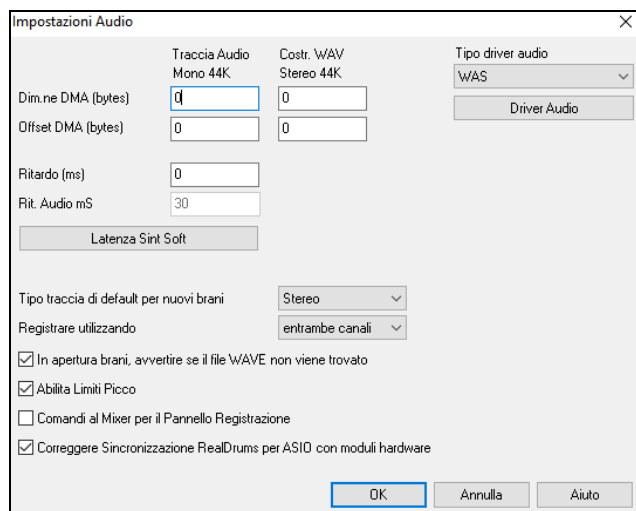 Impostazioni Audio
Traccia Audio
Mono 44K
Costr. WAV
Stereo 44K
Tipo driver audio
WAS
Dim.ne DMA (bytes)
0
0
Driver Audio
Offset DMA (bytes)
0
0
Ritardo (ms)
0
Rit. Audio mS
30
Latenza Sint Soft
Tipo traccia di default per nuovi brani
Stereo
Registrare utilizzando
entrambe canali
In apertura brani, avvertire se il file WAVE non viene trovato
Abilita Limiti Picco
Comandi al Mixer per il Pannello Registrazione
Correggere Sincronizzazione RealDrums per ASIO con moduli hardware
OK
Annulla
Aiuto